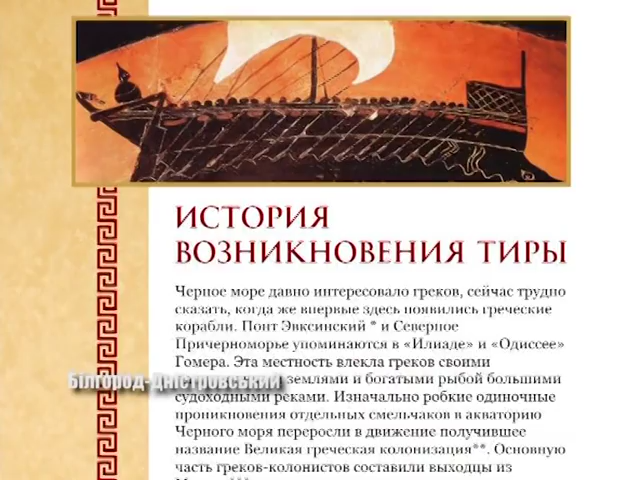 ИСТОРИЯ
ВОЗНИКНОВЕНИЯ ТИРЫ
Черное море давно интересовало греков, сейчас трудно
сказать, когда же впервые здесь появились греческие
корабли. Понт Эвксинский * и Северное
Причерноморье упоминаются в «Илиаде» и «Одиссее»
Гомера. Эта местность влекла греков своими
Білгород-Дністровський
землями и богатыми рыбой большими
судоходными реками. Изначально робкие одиночные
проникновения отдельных смельчаков в акваторию
Черного моря переросли в движение получившее
название Великая греческая колонизация**. Основную
часть греков-колонистов составили выходцы из